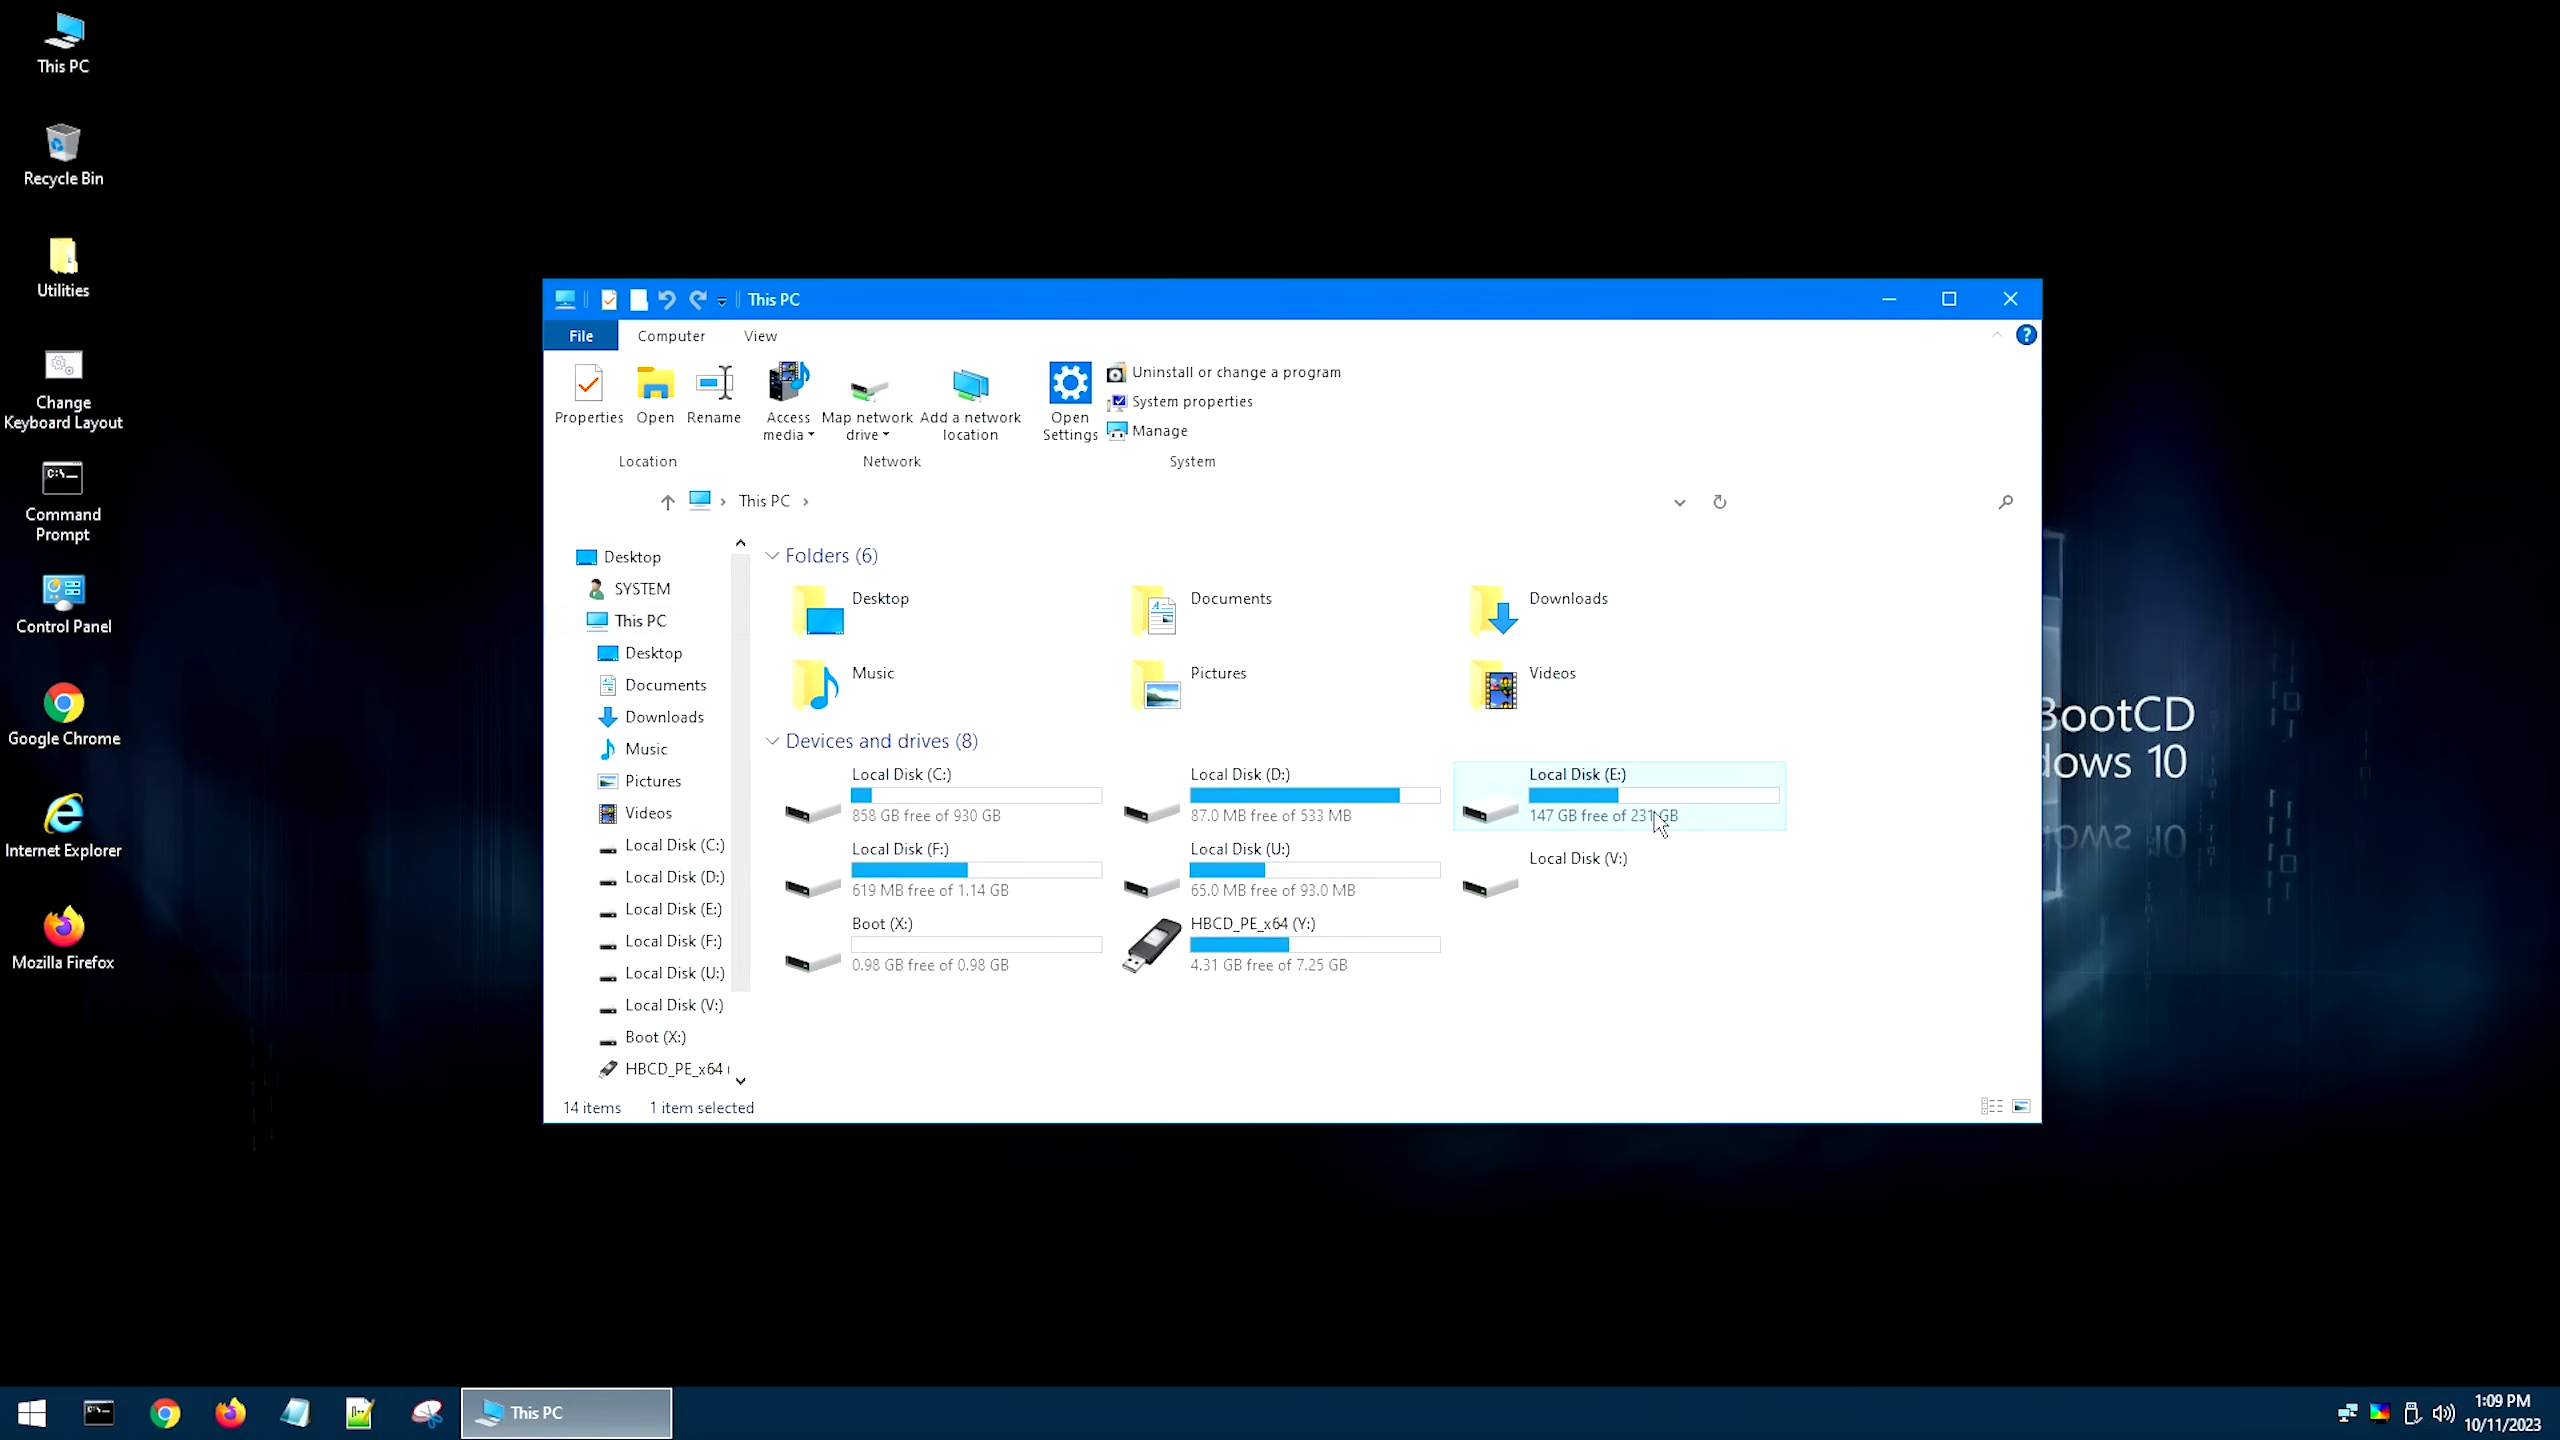 This PC
Recycle Bin
Utilities
Change
Keyboard Layout
Command
Prompt
Control Panel
Google Chrome
Internet Explorer
Mozilla Firefox
This PC
File
Computer
View
Properties
Open
Rename
Access
media
Map network
drive
Add a network
location
Open
Settings
Uninstall or change a program
System properties
Manage
Location
Network
System
This PC
Desktop
SYSTEM
This PC
Desktop
Documents
Downloads
Music
Pictures
Videos
Local Disk (C:)
Local Disk (D:)
Local Disk (E:)
Local Disk (F:)
Local Disk (U:)
Local Disk (V:)
Boot (X:)
HBCD_PE_x64 (
Folders (6)
Desktop
Documents
Downloads
Music
Pictures
Videos
Devices and drives (8)
Local Disk (C:)
858 GB free of 930 GB
Local Disk (D:)
87.0 MB free of 533 MB
Local Disk (E:)
147 GB free of 231 GB
Local Disk (F:)
619 MB free of 1.14 GB
Local Disk (U:)
65.0 MB free of 93.0 MB
Local Disk (V:)
Boot (X:)
0.98 GB free of 0.98 GB
HBCD_PE_x64 (Y:)
4.31 GB free of 7.25 GB
14 items
1 item selected
BootCD
dows 10
This PC
1:09 PM
10/11/2023